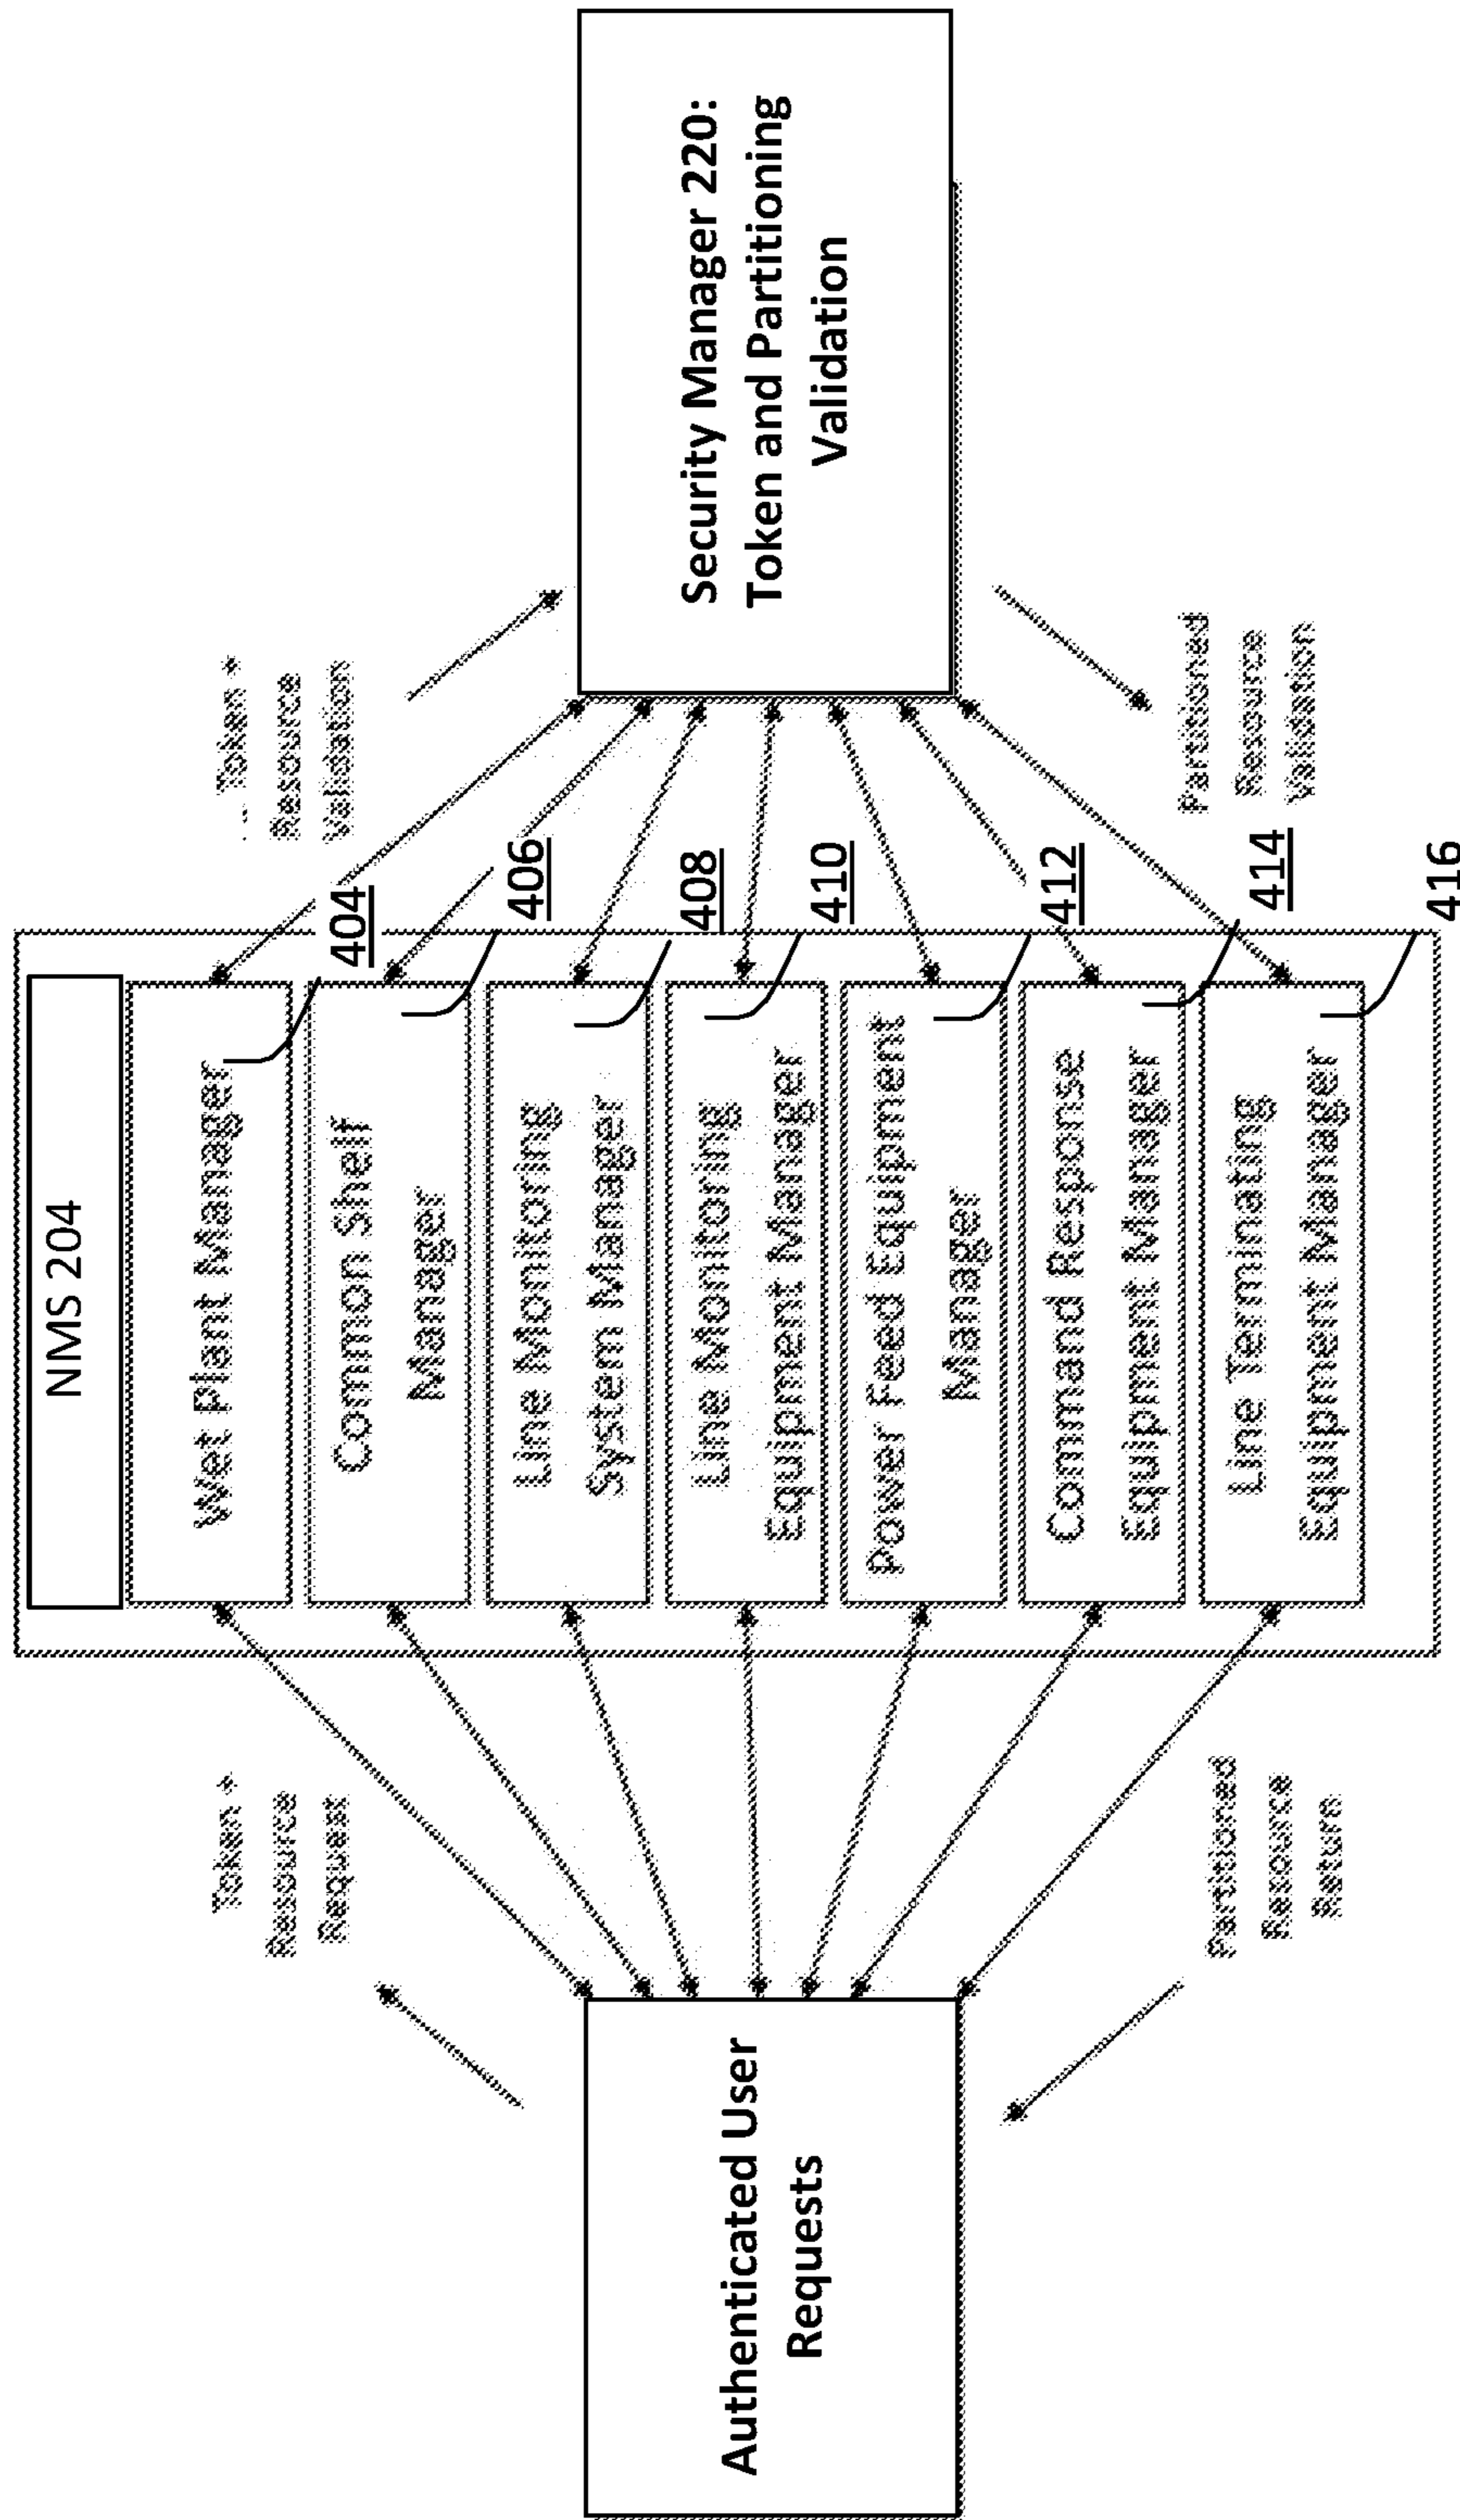 NMS 204
Wet Plant Manager
404
Common Shelf
Manager
406
Line Monitoring
System Manager
408
Line Monitoring
Equipment Manager
410
Power Feed Equipment
Manager
412
Command Response
Equipment Manager
414
Line Terminating
Equipment Manager
416
Authenticated User
Requests
Token +
Resource
Request
Partitioned
Resource
Return
Token +
Resource
Validation
Security Manager 220:
Token and Partitioning
Validation
Partitioned
Resource
Validation